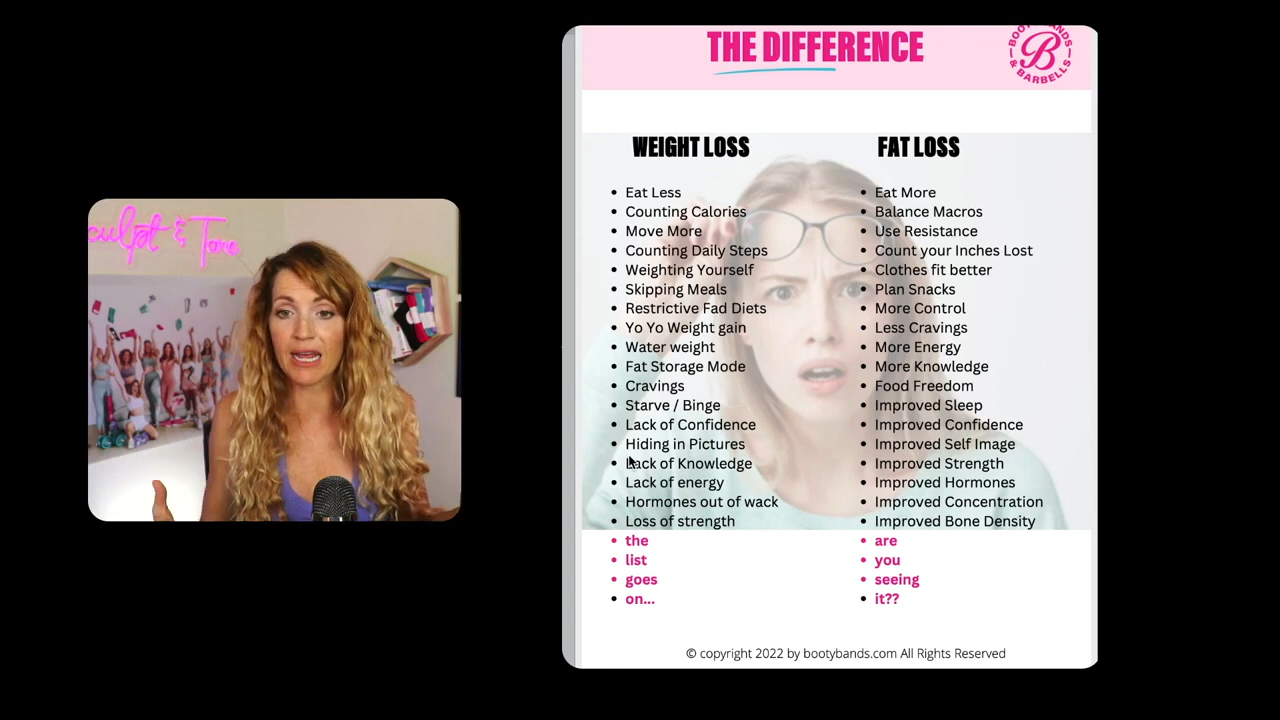 THE DIFFERENCE
BOOTYBANDS & BARBELLS
B
culpt & Tone
WEIGHT LOSS
Eat Less
Counting Calories
Move More
Counting Daily Steps
Weighting Yourself
Skipping Meals
Restrictive Fad Diets
Yo Yo Weight gain
Water weight
Fat Storage Mode
Cravings
Starve / Binge
Lack of Confidence
Hiding in Pictures
Lack of Knowledge
Lack of energy
Hormones out of wack
Loss of strength
the
list
goes
on...
FAT LOSS
Eat More
Balance Macros
Use Resistance
Count your Inches Lost
Clothes fit better
Plan Snacks
More Control
Less Cravings
More Energy
More Knowledge
Food Freedom
Improved Sleep
Improved Confidence
Improved Self Image
Improved Strength
Improved Hormones
Improved Concentration
Improved Bone Density
are
you
seeing
it??
© copyright 2022 by bootybands.com All Rights Reserved